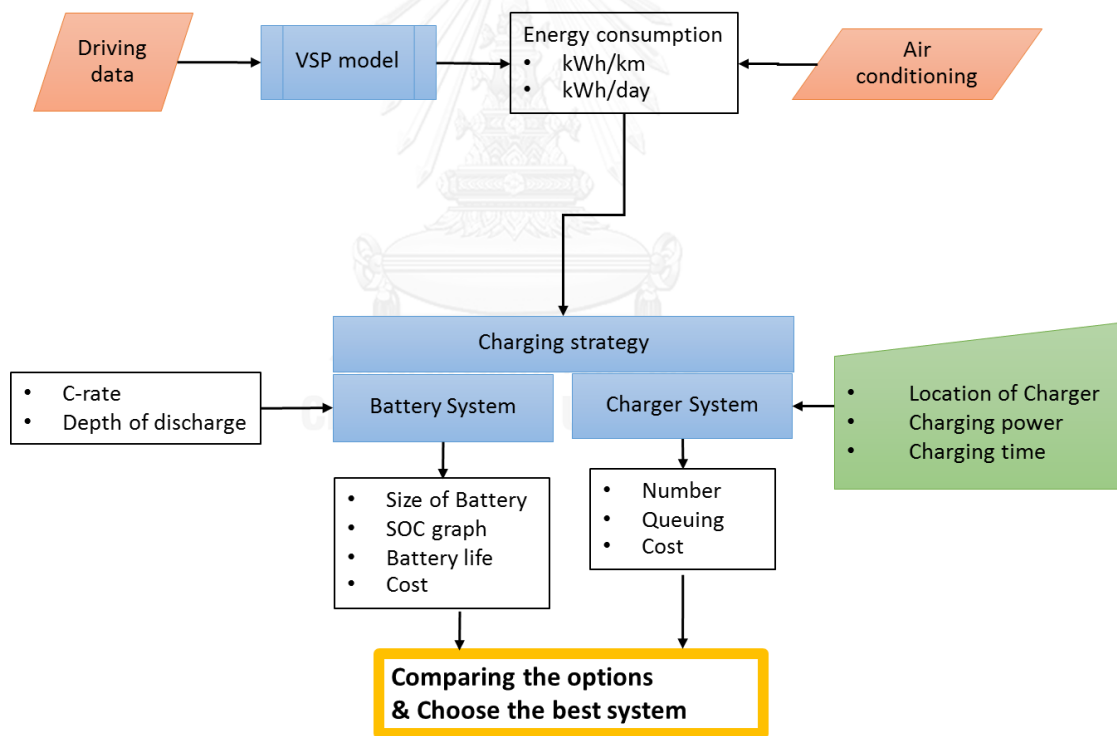 Driving
data
VSP model
Energy consumption
• kWh/km
• kWh/day
Air
conditioning
Charging strategy
• C-rate
• Depth of discharge
Battery System
Charger System
• Location of Charger
• Charging power
• Charging time
• Size of Battery
• SOC graph
• Battery life
• Cost
• Number
• Queuing
• Cost
Comparing the options
& Choose the best system